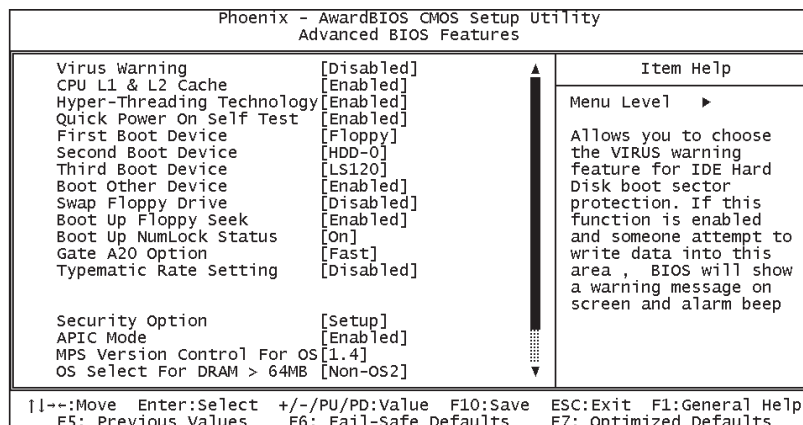 Phoenix - AwardBIOS CMOS Setup Utility
Advanced BIOS Features
Virus Warning [Disabled]
CPU L1 & L2 Cache [Enabled]
Hyper-Threading Technology[Enabled]
Quick Power On Self Test [Enabled]
First Boot Device [Floppy]
Second Boot Device [HDD-0]
Third Boot Device [LS120]
Boot Other Device [Enabled]
Swap Floppy Drive [Disabled]
Boot Up Floppy Seek [Enabled]
Boot Up NumLock Status [On]
Gate A20 Option [Fast]
Typematic Rate Setting [Disabled]
Security Option [Setup]
APIC Mode [Enabled]
MPS Version Control For OS[1.4]
OS Select For DRAM > 64MB [Non-OS2]
Item Help
Menu Level ▶
Allows you to choose
the VIRUS warning
feature for IDE Hard
Disk boot sector
protection. If this
function is enabled
and someone attempt to
write data into this
area , BIOS will show
a warning message on
screen and alarm beep
↑↓→←:Move Enter:Select +/-/PU/PD:Value F10:Save ESC:Exit F1:General Help
F5: Previous Values F6: Fail-Safe Defaults F7: Optimized Defaults